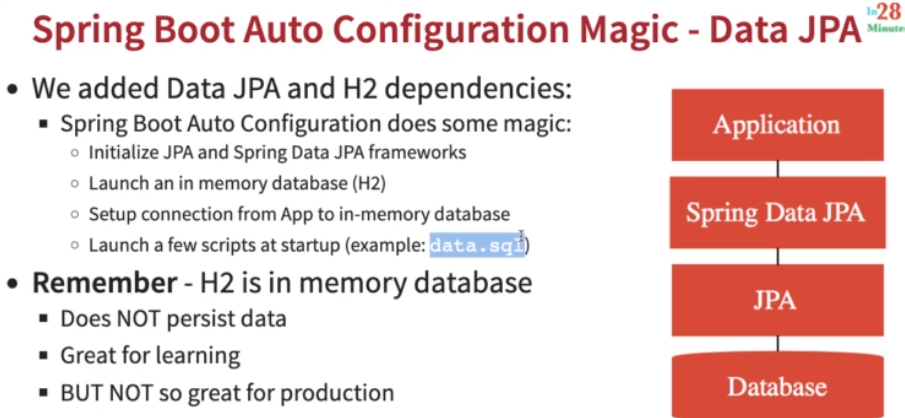 Spring Boot Auto Configuration Magic - Data JPA
In28
Minutes
We added Data JPA and H2 dependencies:
Spring Boot Auto Configuration does some magic:
Initialize JPA and Spring Data JPA frameworks
Launch an in memory database (H2)
Setup connection from App to in-memory database
Launch a few scripts at startup (example: data.sql)
Remember - H2 is in memory database
Does NOT persist data
Great for learning
BUT NOT so great for production
Application
Spring Data JPA
JPA
Database